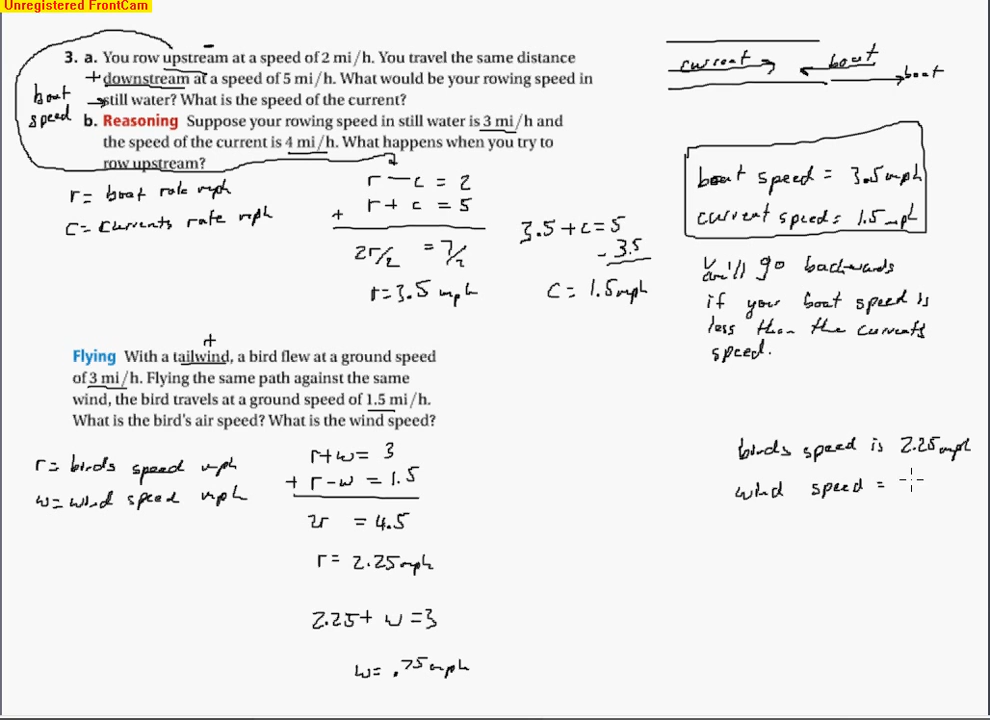 Unregistered FrontCam
3. a. You row upstream at a speed of 2 mi/h. You travel the same distance
+ downstream at a speed of 5 mi/h. What would be your rowing speed in
still water? What is the speed of the current?
b. Reasoning Suppose your rowing speed in still water is 3 mi/h and
the speed of the current is 4 mi/h. What happens when you try to
row upstream?
boat
speed
current
boat
boat
r = boat rate mph
c = currents rate mph
r - c = 2
+ r + c = 5
2r/2 = 7/2
r = 3.5 mph
3.5 + c = 5
- 3.5
c = 1.5 mph
boat speed = 3.5 mph
current speed = 1.5 mph
You'll go backwards
if your boat speed is
less than the currents
speed.
+
Flying With a tailwind, a bird flew at a ground speed
of 3 mi/h. Flying the same path against the same
wind, the bird travels at a ground speed of 1.5 mi/h.
What is the bird's air speed? What is the wind speed?
r = birds speed mph
w = wind speed mph
r + w = 3
+ r - w = 1.5
2r = 4.5
r = 2.25 mph
2.25 + w = 3
w = .75 mph
birds speed is 2.25 mph
wind speed =